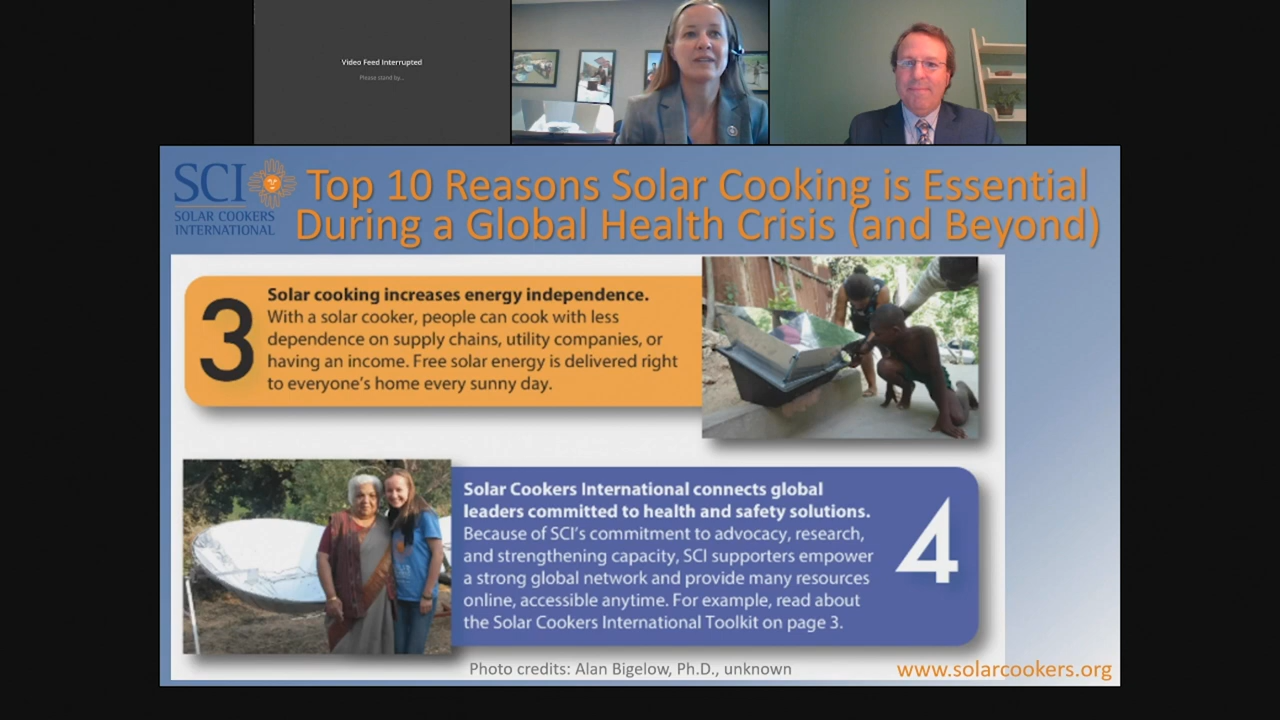 Video Feed Interrupted
Please stand by...
SCI
SOLAR COOKERS
INTERNATIONAL
Top 10 Reasons Solar Cooking is Essential
During a Global Health Crisis (and Beyond)
3
Solar cooking increases energy independence.
With a solar cooker, people can cook with less
dependence on supply chains, utility companies, or
having an income. Free solar energy is delivered right
to everyone's home every sunny day.
Solar Cookers International connects global
leaders committed to health and safety solutions.
Because of SCI's commitment to advocacy, research,
and strengthening capacity, SCI supporters empower
a strong global network and provide many resources
online, accessible anytime. For example, read about
the Solar Cookers International Toolkit on page 3.
4
Photo credits: Alan Bigelow, Ph.D., unknown
www.solarcookers.org